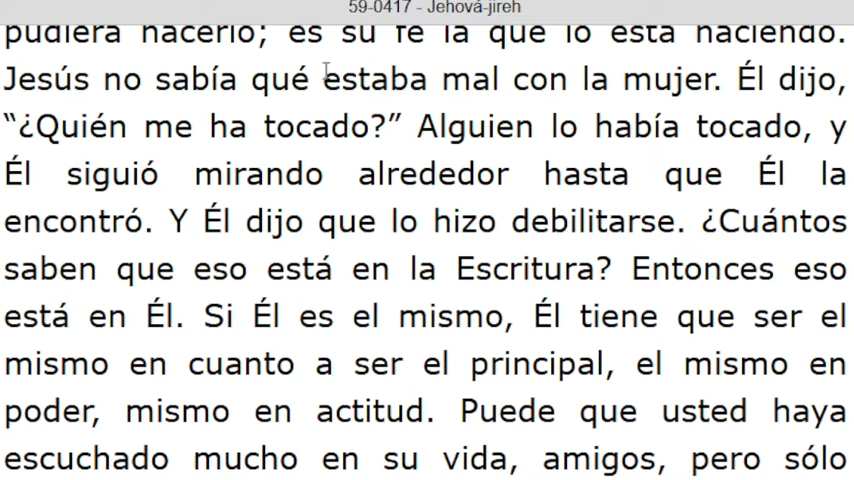 59-0417 - Jehová-jireh
pudiera hacerlo; es su fe la que lo está haciendo.
Jesús no sabía qué estaba mal con la mujer. Él dijo,
“¿Quién me ha tocado?” Alguien lo había tocado, y
Él siguió mirando alrededor hasta que Él la
encontró. Y Él dijo que lo hizo debilitarse. ¿Cuántos
saben que eso está en la Escritura? Entonces eso
está en Él. Si Él es el mismo, Él tiene que ser el
mismo en cuanto a ser el principal, el mismo en
poder, mismo en actitud. Puede que usted haya
escuchado mucho en su vida, amigos, pero sólo